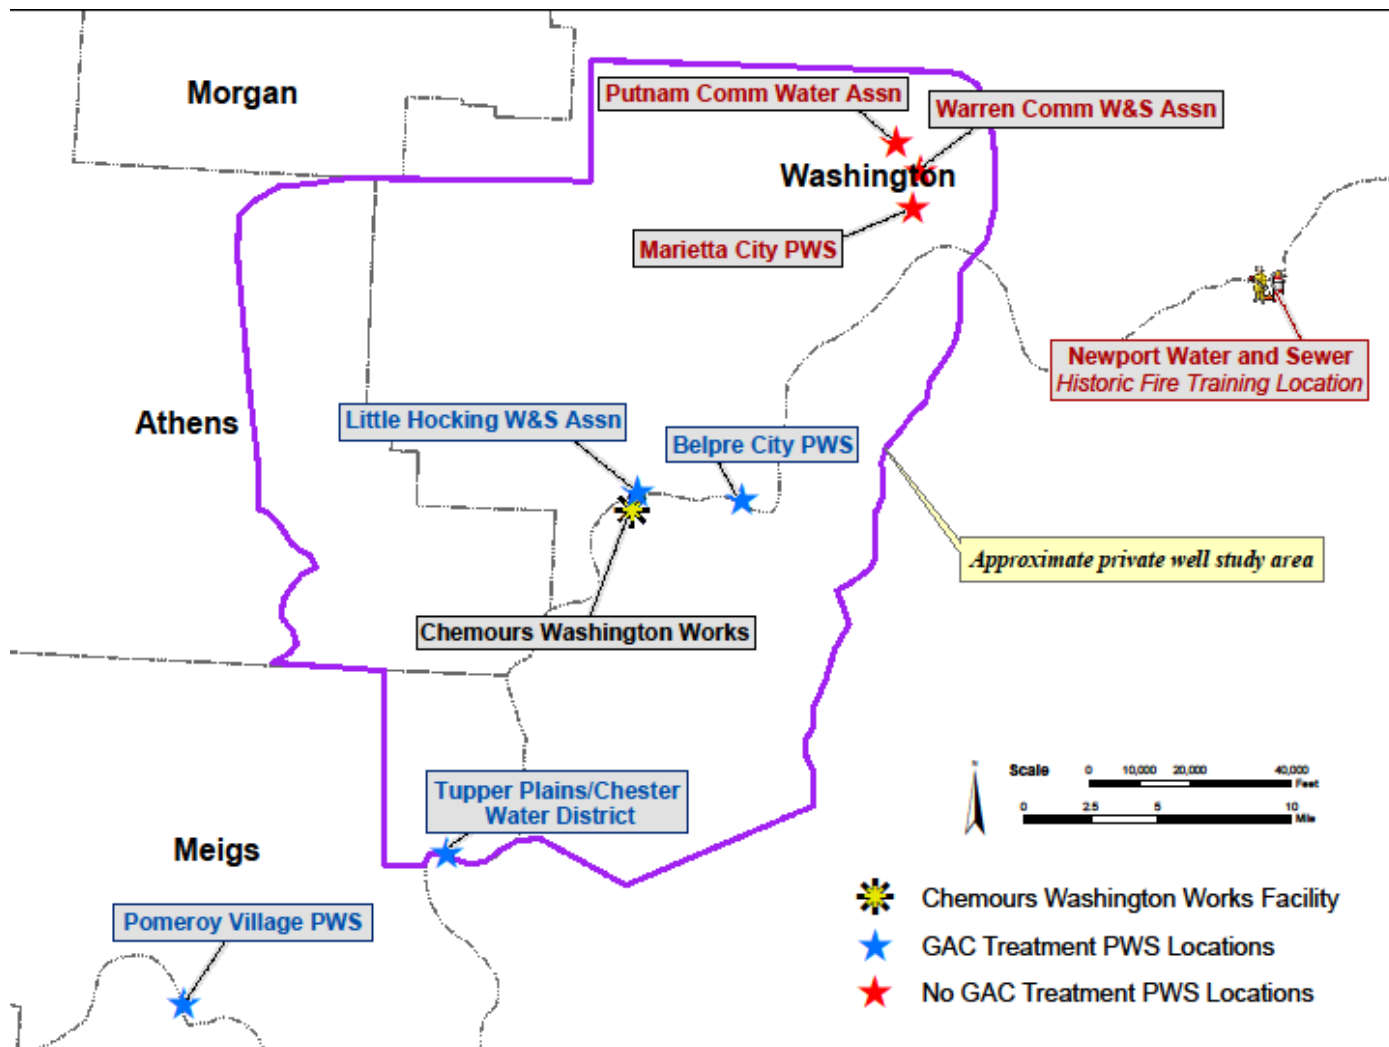 Morgan
Putnam Comm Water Assn
Warren Comm W&S Assn
Washington
Marietta City PWS
Newport Water and Sewer
Historic Fire Training Location
Athens
Little Hocking W&S Assn
Belpre City PWS
Approximate private well study area
Chemours Washington Works
N
Scale
0 10,000 20,000 40,000
Feet
0 2.5 5 10
Mile
Tupper Plains/Chester
Water District
Meigs
Pomeroy Village PWS
Chemours Washington Works Facility
GAC Treatment PWS Locations
No GAC Treatment PWS Locations